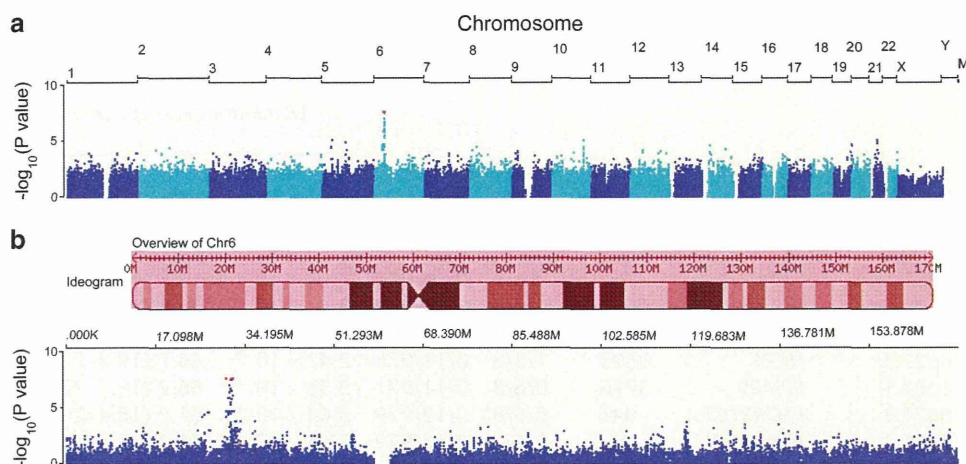 a
Chromosome
1 2 3 4 5 6 7 8 9 10 11 12 13 14 15 16 17 18 19 20 21 22 X Y M
-log10(P value)
10
5
0
b
Overview of Chr6
0M 10M 20M 30M 40M 50M 60M 70M 80M 90M 100M 110M 120M 130M 140M 150M 160M 170M
Ideogram
.000K 17.098M 34.195M 51.293M 68.390M 85.488M 102.585M 119.683M 136.781M 153.878M
-log10(P value)
10
5
0